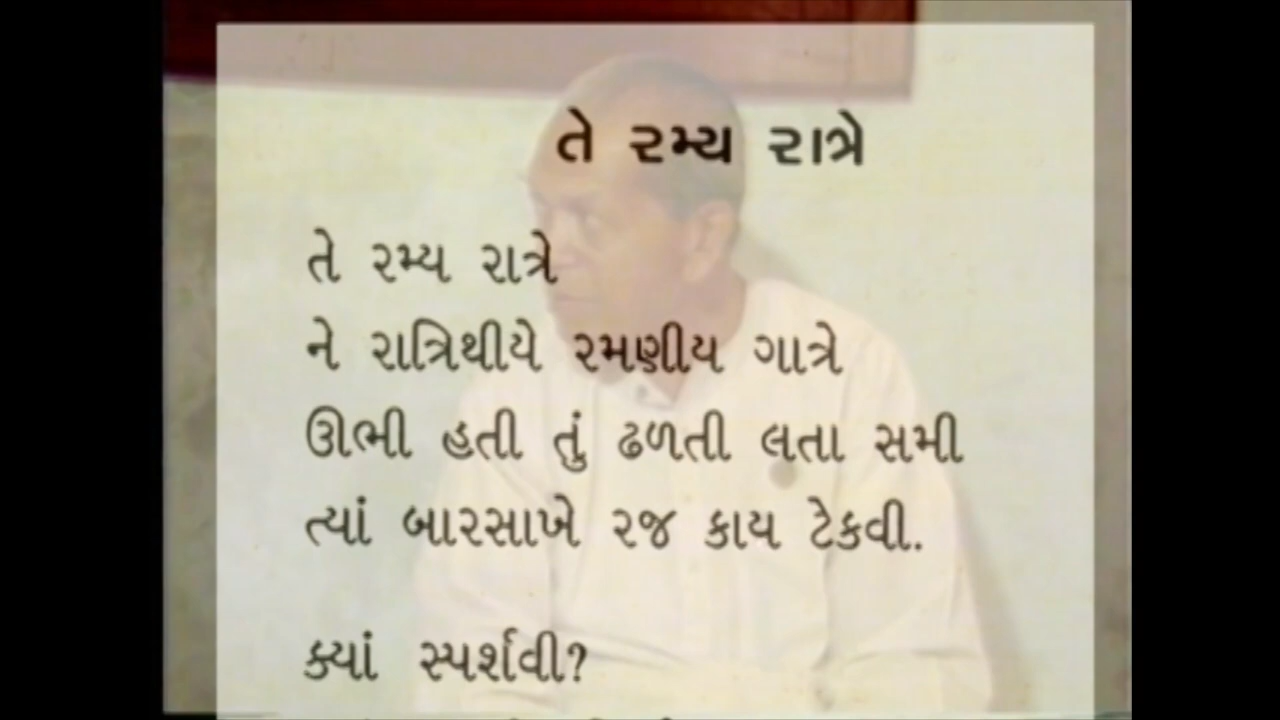 તે રમ્ય રાત્રે
તે રમ્ય રાત્રે
ને રાત્રિથીયે રમણીય ગાત્રે
ઊભી હતી તું ઢળતી લતા સમી
ત્યાં બારસાખે રજ કાય ટેકવી.
ક્યાં સ્પર્શવી?